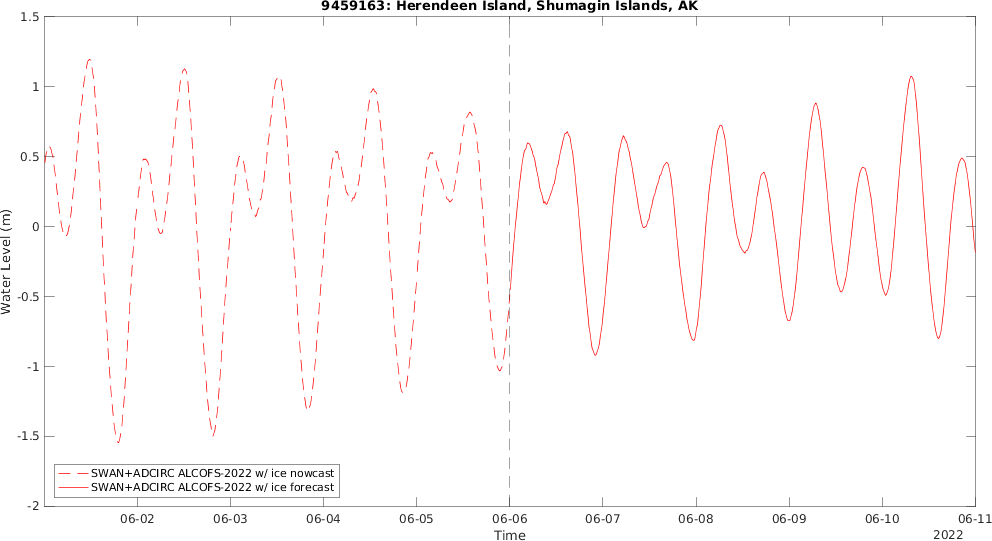 9459163: Herendeen Island, Shumagin Islands, AK
1.5
1
0.5
0
-0.5
-1
-1.5
-2
Water Level (m)
SWAN+ADCIRC ALCOFS-2022 w/ ice nowcast
SWAN+ADCIRC ALCOFS-2022 w/ ice forecast
06-02 06-03 06-04 06-05 06-06 06-07 06-08 06-09 06-10 06-11
Time
2022